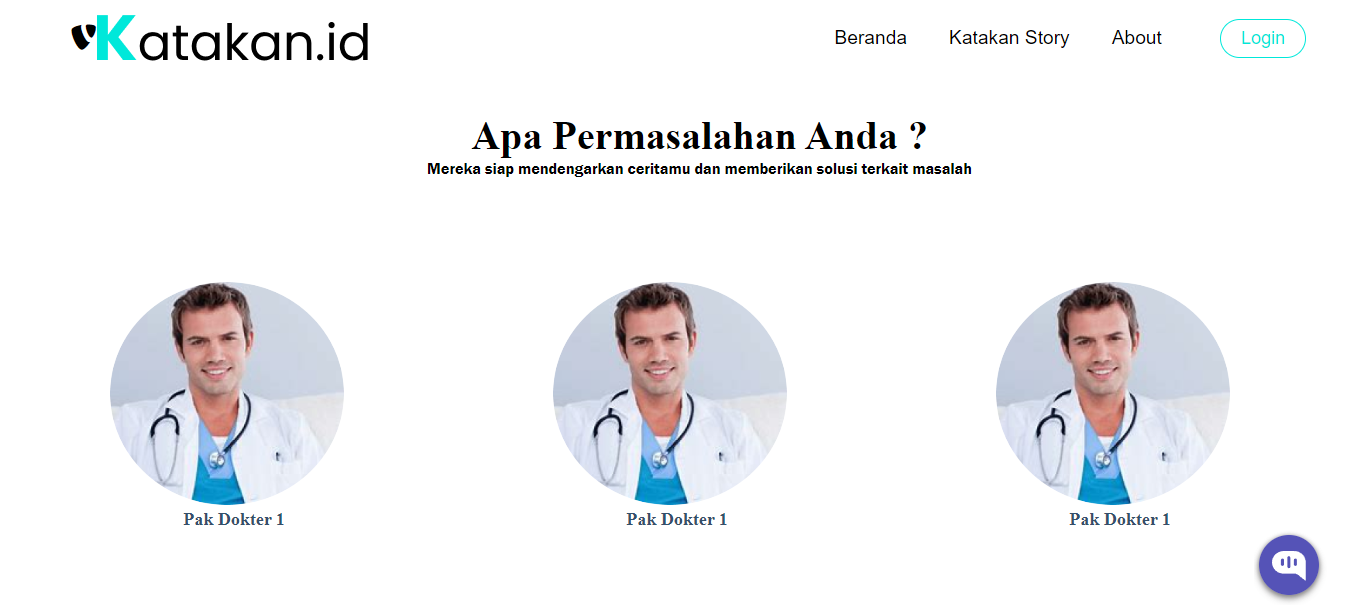 Katakan.id
Beranda Katakan Story About Login
Apa Permasalahan Anda ?
Mereka siap mendengarkan ceritamu dan memberikan solusi terkait masalah
Pak Dokter 1 Pak Dokter 1 Pak Dokter 1